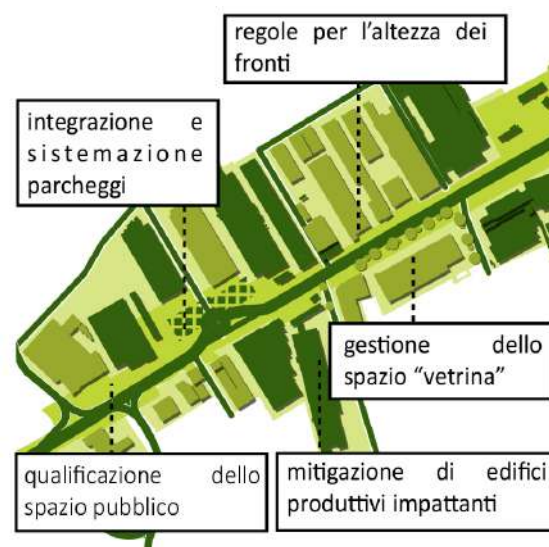 regole per l'altezza dei
fronti
integrazione e
sistemazione
parcheggi
gestione dello
spazio “vetrina”
qualificazione dello
spazio pubblico
mitigazione di edifici
produttivi impattanti